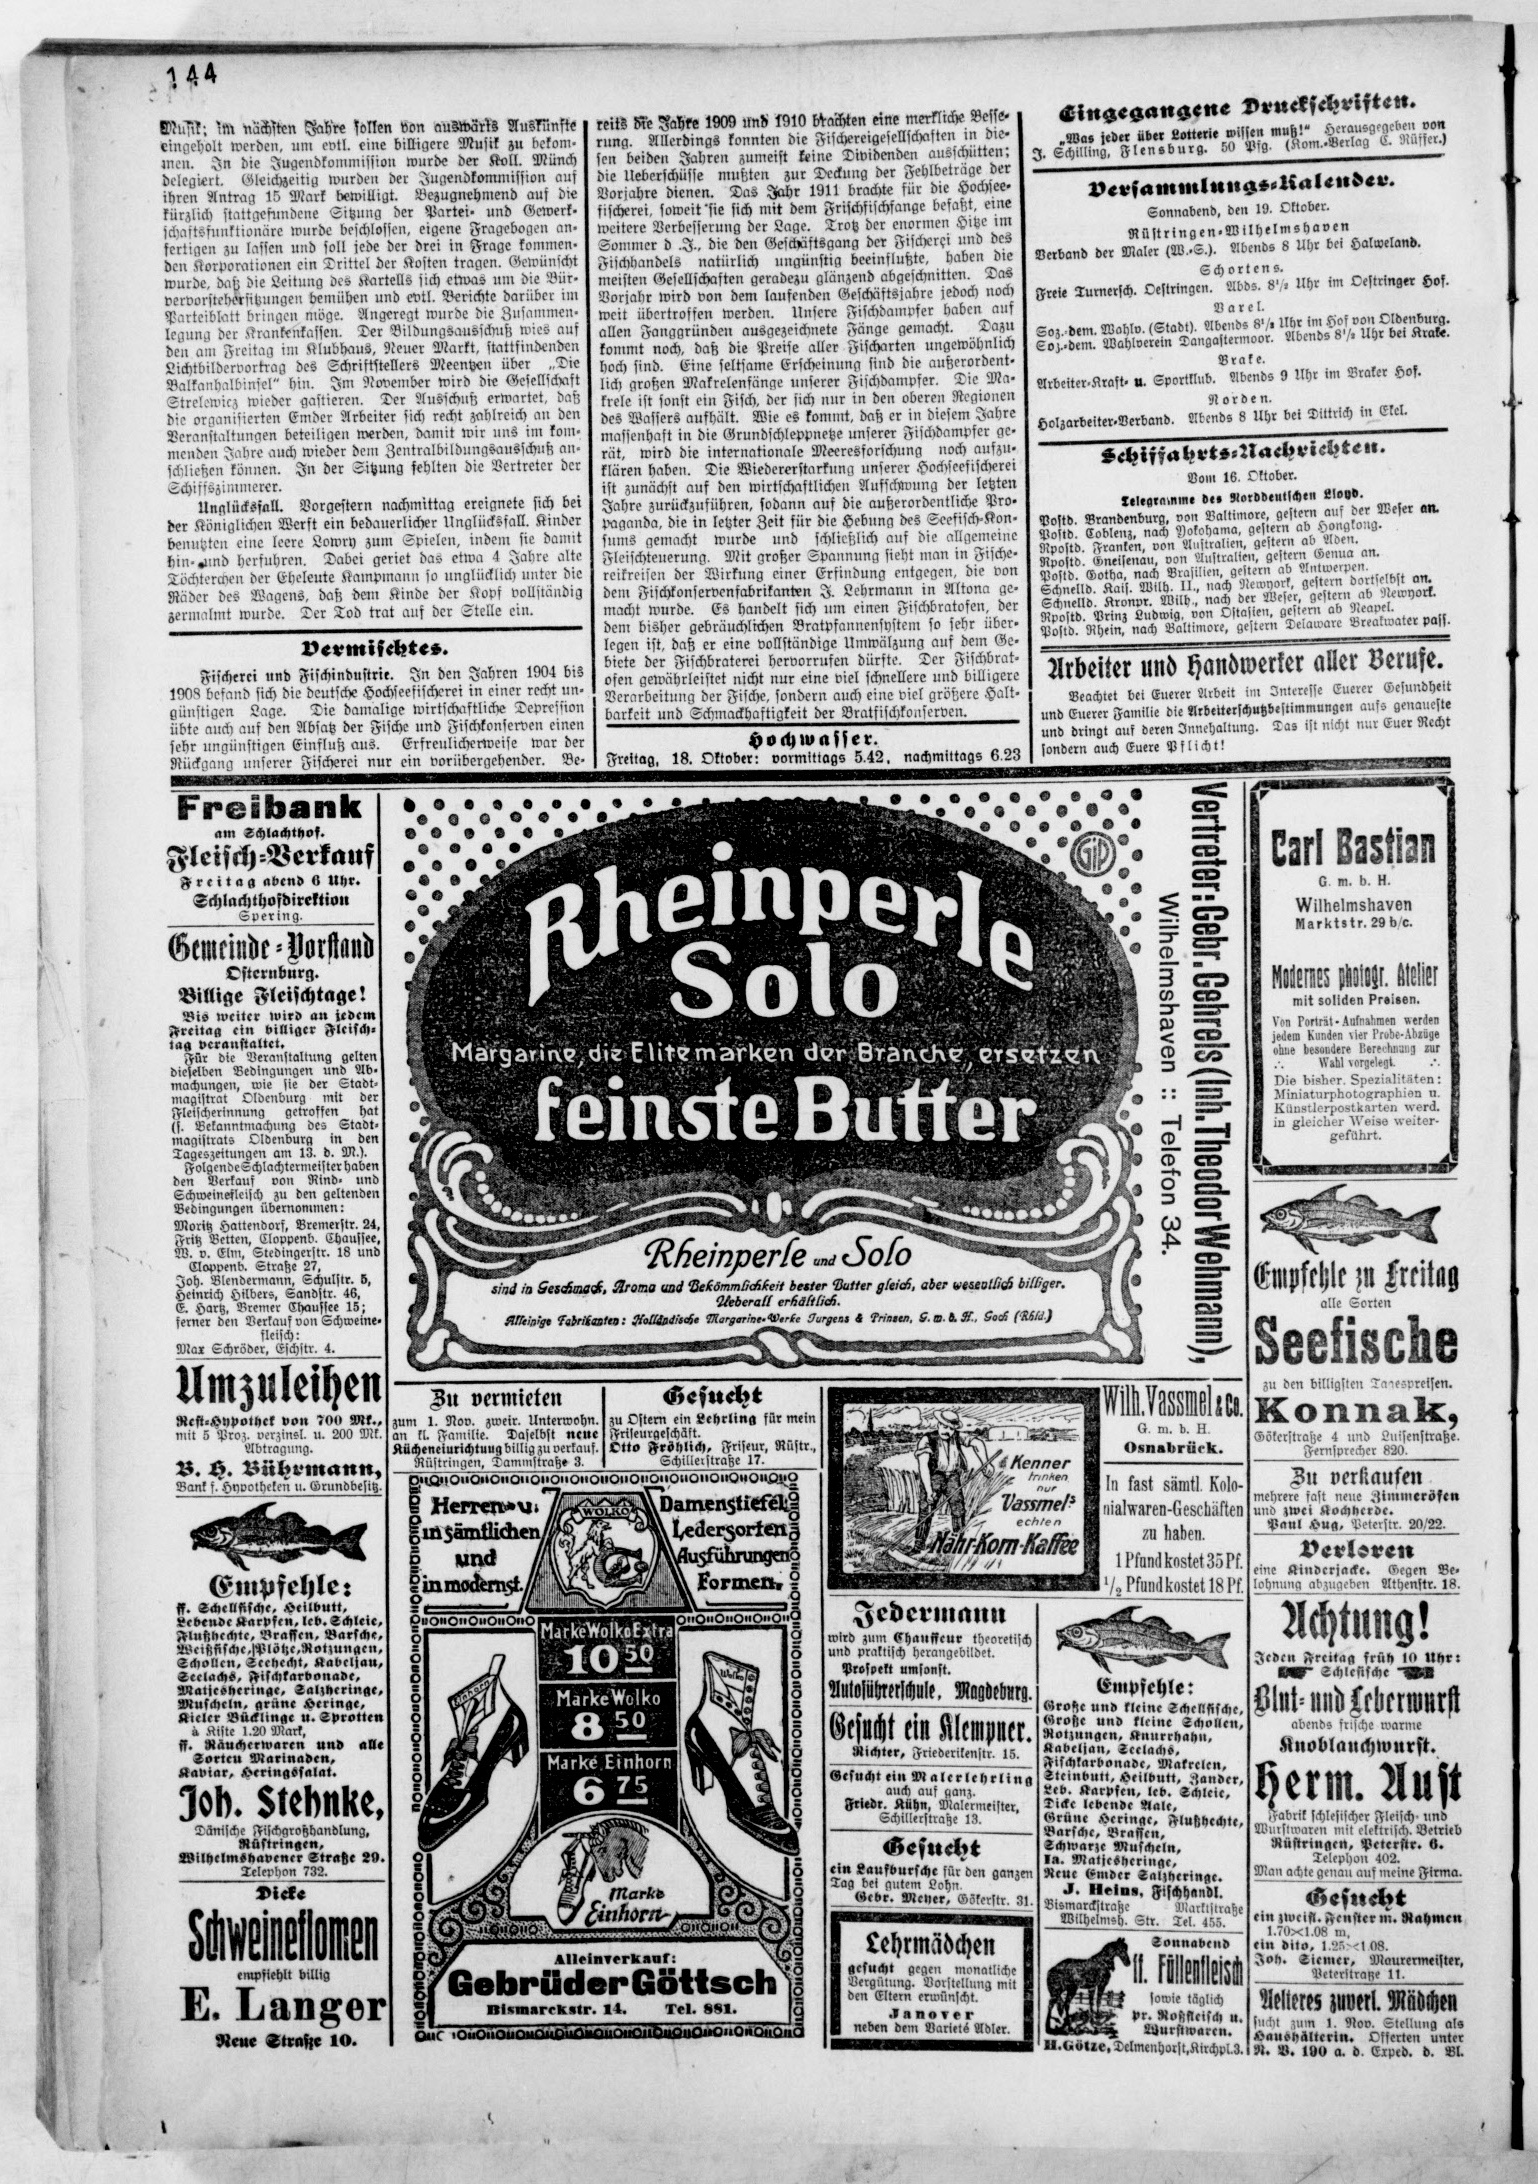 144
Musik; im nächsten Jahre sollen von auswärts Auskünfte
eingeholt werden, um evtl. eine billigere Musik zu bekom-
men. In die Jugendkommission wurde der Koll. Münch
delegiert. Gleichzeitig wurden der Jugendkommission auf
ihren Antrag 15 Mark bewilligt. Bezugnehmend auf die
kürzlich stattgefundene Sitzung der Partei- und Gewerk-
schaftsfunktionäre wurde beschlossen, eigene Fragebogen an-
fertigen zu lassen und soll jede der drei in Frage kommen-
den Korporationen ein Drittel der Kosten tragen. Gewünscht
wurde, daß die Leitung des Kartells sich etwas um die Bür-
vervorstehersitzungen bemühen und evtl. Berichte darüber im
Parteiblatt bringen möge. Angeregt wurde die Zusammen-
legung der Krankenkassen. Der Bildungsausschuß wies auf
den am Freitag im Klubhaus, Neuer Markt, stattfindenden
Lichtbildervortrag des Schriftstellers Meentzen über „Die
Balkanhalbinsel“ hin. Im November wird die Gesellschaft
Strelewicz wieder gastieren. Der Ausschuß erwartet, daß
die organisierten Emder Arbeiter sich recht zahlreich an den
Veranstaltungen beteiligen werden, damit wir uns im kom-
menden Jahre auch wieder dem Zentralbildungsausschuß an-
schließen können. In der Sitzung fehlten die Vertreter der
Schiffszimmerer.
Unglücksfall. Vorgestern nachmittag ereignete sich bei
der Königlichen Werft ein bedauerlicher Unglücksfall. Kinder
benutzten eine leere Lowry zum Spielen, indem sie damit
hin- und herfuhren. Dabei geriet das etwa 4 Jahre alte
Töchterchen der Eheleute Kampmann so unglücklich unter die
Räder des Wagens, daß dem Kinde der Kopf vollständig
zermalmt wurde. Der Tod trat auf der Stelle ein.
Vermischtes.
Fischerei und Fischindustrie. In den Jahren 1904 bis
1908 befand sich die deutsche Hochseefischerei in einer recht un-
günstigen Lage. Die damalige wirtschaftliche Depression
übte auch auf den Absatz der Fische und Fischkonserven einen
sehr ungünstigen Einfluß aus. Erfreulicherweise war der
Rückgang unserer Fischerei nur ein vorübergehender. Be-
reits die Jahre 1909 und 1910 brachten eine merkliche Besse-
rung. Allerdings konnten die Fischereigesellschaften in die-
sen beiden Jahren zumeist keine Dividenden ausschütten;
die Ueberschüsse mußten zur Deckung der Fehlbeträge der
Vorjahre dienen. Das Jahr 1911 brachte für die Hochsee-
fischerei, soweit sie sich mit dem Frischfischfange befaßt, eine
weitere Verbesserung der Lage. Trotz der enormen Hitze im
Sommer d .J., die den Geschäftsgang der Fischerei und des
Fischhandels natürlich ungünstig beeinflußte, haben die
meisten Gesellschaften geradezu glänzend abgeschnitten. Das
Vorjahr wird von dem laufenden Geschäftsjahre jedoch noch
weit übertroffen werden. Unsere Fischdampfer haben auf
allen Fanggründen ausgezeichnete Fänge gemacht. Dazu
kommt noch, daß die Preise aller Fischarten ungewöhnlich
hoch sind. Eine seltsame Erscheinung sind die außerordent-
lich großen Makrelenfänge unserer Fischdampfer. Die Ma-
krele ist sonst ein Fisch, der sich nur in den oberen Regionen
des Wassers aufhält. Wie es kommt, daß er in diesem Jahre
massenhaft in die Grundschleppnetze unserer Fischdampfer ge-
rät, wird die internationale Meeresforschung noch aufzu-
klären haben. Die Wiedererstarkung unserer Hochseefischerei
ist zunächst auf den wirtschaftlichen Aufschwung der letzten
Jahre zurückzuführen, sodann auf die außerordentliche Pro-
paganda, die in letzter Zeit für die Hebung des Seefisch-Kon-
sums gemacht wurde und schließlich auf die allgemeine
Fleischteuerung. Mit großer Spannung sieht man in Fische-
reikreisen der Wirkung einer Erfindung entgegen, die von
dem Fischkonservenfabrikanten J. Lehrmann in Altona ge-
macht wurde. Es handelt sich um einen Fischbratofen, der
dem bisher gebräuchlichen Bratpfannensystem so sehr über-
legen ist, daß er eine vollständige Umwälzung auf dem Ge-
biete der Fischbraterei hervorrufen dürfte. Der Fischbrat-
ofen gewährleistet nicht nur eine viel schnellere und billigere
Verarbeitung der Fische, sondern auch eine viel größere Halt-
barkeit und Schmackhaftigkeit der Bratfischkonserven.
Hochwasser.
Freitag, 18. Oktober: vormittags 5.42, nachmittags 6.23
Eingegangene Druckschriften.
„Was jeder über Lotterie wissen muß!“ Herausgegeben von
J. Schilling, Flensburg. 50 Pfg. (Kom.-Verlag C. Rüsser.)
Versammlungs-Kalender.
Sonnabend, den 19. Oktober.
Rüstringen-Wilhelmshaven
Verband der Maler (W.-S.). Abends 8 Uhr bei Halweland.
Schortens.
Freie Turnersch. Oestringen. Abds. 8½ Uhr im Oestringer Hof.
Varel.
Soz.-dem. Wahlv. (Stadt). Abends 8½ Uhr im Hof von Oldenburg.
Soz.-dem. Wahlverein Dangastermoor. Abends 8½ Uhr bei Krake.
Brake.
Arbeiter-Kraft- u. Sportklub. Abends 9 Uhr im Braker Hof.
Norden.
Holzarbeiter-Verband. Abends 8 Uhr bei Dittrich in Ekel.
Schiffahrts-Nachrichten.
Vom 16. Oktober.
Telegramme des Norddeutschen Lloyd.
Postd. Brandenburg, von Baltimore, gestern auf der Weser an.
Postd. Coblenz, nach Yokohama, gestern ab Hongkong.
Rpostd. Franken, von Australien, gestern ab Aden.
Rpostd. Gneisenau, von Australien, gestern Genua an.
Postd. Gotha, nach Brasilien, gestern ab Antwerpen.
Schnelld. Kais. Wilh. II., nach Newyork, gestern dortselbst an.
Schnelld. Kronpr. Wilh., nach der Weser, gestern ab Newyork.
Rpostd. Prinz Ludwig, von Ostasien, gestern ab Neapel.
Postd. Rhein, nach Baltimore, gestern Delaware Breakwater pass.
Arbeiter und Handwerker aller Berufe.
Beachtet bei Euerer Arbeit im Interesse Euerer Gesundheit
und Euerer Familie die Arbeiterschutzbestimmungen aufs genaueste
und dringt auf deren Innehaltung. Das ist nicht nur Euer Recht
sondern auch Euere Pflicht!
Freibank
am Schlachthof.
Fleisch-Verkauf
Freitag abend 6 Uhr.
Schlachthofdirektion
Spering.
Gemeinde-Vorstand
Osternburg.
Billige Fleischtage!
Bis weiter wird an jedem
Freitag ein billiger Fleisch-
tag veranstaltet.
Für die Veranstaltung gelten
dieselben Bedingungen und Ab-
machungen, wie sie der Stadt-
magistrat Oldenburg mit der
Fleischerinnung getroffen hat
(s. Bekanntmachung des Stadt-
magistrats Oldenburg in den
Tageszeitungen am 13. d. M.).
Folgende Schlachtermeister haben
den Verkauf von Rind- und
Schweinefleisch zu den geltenden
Bedingungen übernommen:
Moritz Hattendorf, Bremerstr. 24,
Fritz Vetten, Cloppenb. Chaussee,
W. v. Elm, Stedingerstr. 18 und
Cloppenb. Straße 27,
Joh. Blendermann, Schulstr. 5,
Heinrich Hilbers, Sandstr. 46,
E. Hartz, Bremer Chaussee 15;
ferner den Verkauf von Schweine-
fleisch:
Max Schröder, Eschstr. 4.
Umzuleihen
Rest-Hypothek von 700 Mk.,
mit 5 Proz. verzinsl. u. 200 Mk.
Abtragung.
B. H. Bührmann,
Bank f. Hypotheken u. Grundbesitz.
Empfehle:
ff. Schellfische, Heilbutt,
Lebende Karpfen, leb. Schleie,
Flußhechte, Brassen, Barsche,
Weißfische, Plötze, Rotzungen,
Schollen, Seehecht, Kabeljau,
Seelachs, Fischkarbonade,
Matjesheringe, Salzheringe,
Muscheln, grüne Heringe,
Kieler Bücklinge u. Sprotten
à Kiste 1.20 Mark,
ff. Räucherwaren und alle
Sorten Marinaden,
Kaviar, Heringssalat.
Joh. Stehnke,
Dänische Fischgroßhandlung,
Rüstringen,
Wilhelmshavener Straße 29.
Telephon 732.
Dicke
Schweineflomen
empfiehlt billig
E. Langer
Neue Straße 10.
GJP
Rheinperle
Solo
Margarine, die Elitemarken der Branche, ersetzen
feinste Butter
Rheinperle und Solo
sind in Geschmack, Aroma und Bekömmlichkeit bester Butter gleich, aber wesentlich billiger.
Ueberall erhältlich.
Alleinige Fabrikanten: Holländische Margarine-Werke Jurgens & Prinzen, G. m. b. H., Goch (Rhld.)
Vertreter: Gebr. Gehrels (Inh. Theodor Wehmann),
Wilhelmshaven :: Telefon 34.
Zu vermieten
zum 1. Nov. zweir. Unterwohn.
an kl. Familie. Daselbst neue
Kücheneinrichtung billig zu verkauf.
Rüstringen, Dammstraße 3.
Gesucht
zu Ostern ein Lehrling für mein
Friseurgeschäft.
Otto Fröhlich, Friseur, Rüstr.,
Schillerstraße 17.
Herren- u. Damenstiefel
in sämtlichen Ledersorten
und Ausführungen
in modernst. Formen.
WOLKO
Marke Wolko Extra
10 50
Marke Wolko
8 50
Marke Einhorn
6 75
Einhorn
Wolko
Marke
Einhorn
Alleinverkauf:
Gebrüder Göttsch
Bismarckstr. 14. Tel. 881.
Kenner
trinken
nur
Vassmel's
echten
Nähr-Korn-Kaffee
Wilh. Vassmel & Co.
G. m. b. H.
Osnabrück.
In fast sämtl. Kolo-
nialwaren-Geschäften
zu haben.
1 Pfund kostet 35 Pf.
½ Pfund kostet 18 Pf.
Jedermann
wird zum Chauffeur theoretisch
und praktisch herangebildet.
Prospekt umsonst.
Autoführerschule, Magdeburg.
Gesucht ein Klempner.
Richter, Friederikenstr. 15.
Gesucht ein Malerlehrling
auch auf ganz.
Friedr. Kühn, Malermeister,
Schillerstraße 13.
Gesucht
ein Laufbursche für den ganzen
Tag bei gutem Lohn.
Gebr. Meyer, Gökerstr. 31.
Lehrmädchen
gesucht gegen monatliche
Vergütung. Vorstellung mit
den Eltern erwünscht.
Janover
neben dem Varieté Adler.
Empfehle:
Große und kleine Schellfische,
Große und kleine Schollen,
Rotzungen, Knurrhahn,
Kabeljau, Seelachs,
Fischkarbonade, Makrelen,
Steinbutt, Heilbutt, Zander,
Leb. Karpfen, leb. Schleie,
Dicke lebende Aale,
Grüne Heringe, Flußhechte,
Barsche, Brassen,
Schwarze Muscheln,
Ia. Matjesheringe,
Neue Emder Salzheringe.
J. Heins, Fischhandl.
Bismarckstraße Marktstraße
Wilhelmsh. Str. Tel. 455.
Sonnabend
ff. Füllenfleisch
sowie täglich
pr. Roßfleisch u.
Wurstwaren.
H. Götze, Delmenhorst, Kirchpl. 3.
Carl Bastian
G. m. b. H.
Wilhelmshaven
Marktstr. 29 b/c.
Modernes photogr. Atelier
mit soliden Preisen.
Von Porträt-Aufnahmen werden
jedem Kunden vier Probe-Abzüge
ohne besondere Berechnung zur
∴ Wahl vorgelegt. ∴
Die bisher. Spezialitäten:
Miniaturphotographien u.
Künstlerpostkarten werd.
in gleicher Weise weiter-
geführt.
Empfehle zu Freitag
alle Sorten
Seefische
zu den billigsten Tagespreisen.
Konnak,
Gökerstraße 4 und Luisenstraße.
Fernsprecher 820.
Zu verkaufen
mehrere fast neue Zimmeröfen
und zwei Kochherde.
Paul Hug, Peterstr. 20/22.
Verloren
eine Kinderjacke. Gegen Be-
lohnung abzugeben Athenstr. 18.
Achtung!
Jeden Freitag früh 10 Uhr:
Schlesische
Blut- und Leberwurst
abends frische warme
Knoblauchwurst.
Herm. Aust
Fabrik schlesischer Fleisch- und
Wurstwaren mit elektrisch. Betrieb
Rüstringen, Peterstr. 6.
Telephon 402.
Man achte genau auf meine Firma.
Gesucht
ein zweifl. Fenster m. Rahmen
1.70×1.08 m,
ein dito, 1.25×1.08.
Joh. Siemer, Maurermeister,
Peterstraße 11.
Aelteres zuverl. Mädchen
sucht zum 1. Nov. Stellung als
Haushälterin. Offerten unter
N. B. 190 a. d. Exped. d. Bl.